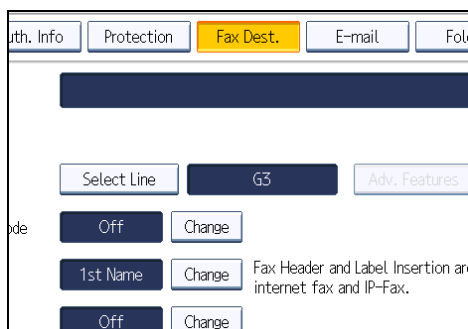 uth. Info Protection Fax Dest. E-mail Fol
Select Line G3 Adv. Features
ode Off Change
1st Name Change Fax Header and Label Insertion are
internet fax and IP-Fax.
Off Change